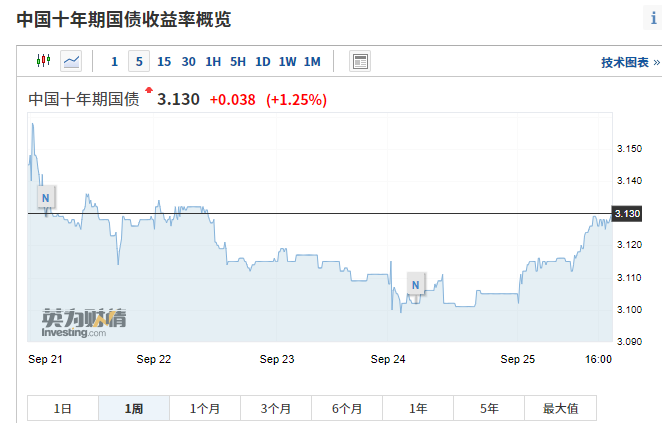 中国十年期国债收益率概览
i
1 5 15 30 1H 5H 1D 1W 1M
技术图表 »
中国十年期国债 3.130 +0.038 (+1.25%)
3.150
3.140
3.130
3.120
3.110
3.100
3.090
N
N
英为财情
Investing.com
Sep 21 Sep 22 Sep 23 Sep 24 Sep 25 16:00
1日 1周 1个月 3个月 6个月 1年 5年 最大值